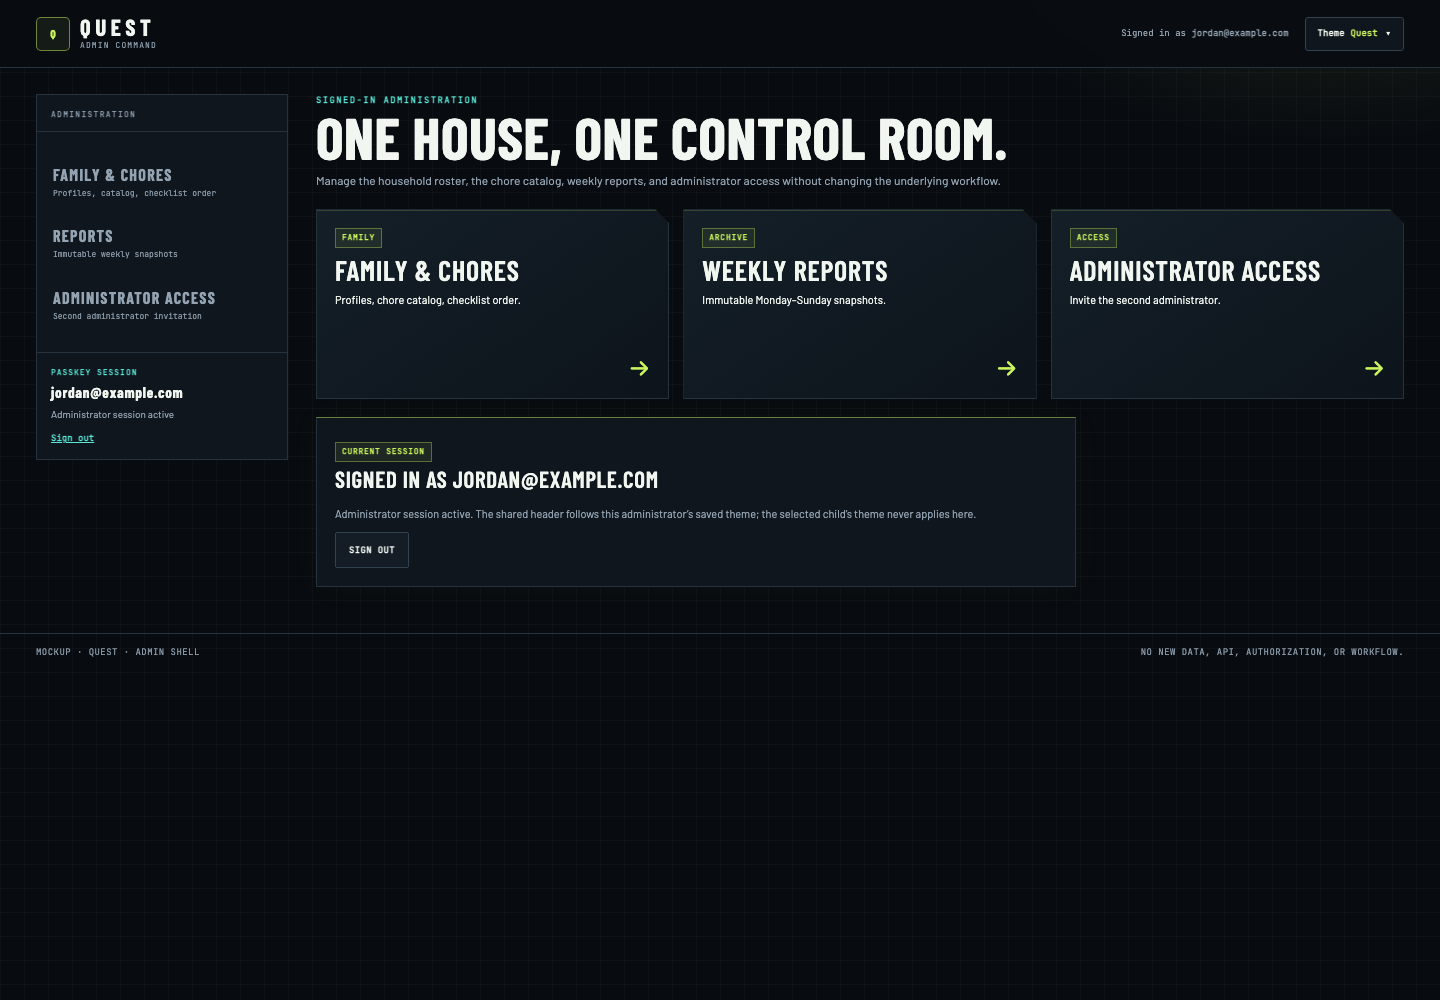 QUEST
ADMIN COMMAND
Signed in as jordan@example.com
Theme Quest ▾
ADMINISTRATION
FAMILY & CHORES
Profiles, catalog, checklist order
REPORTS
Immutable weekly snapshots
ADMINISTRATOR ACCESS
Second administrator invitation
PASSKEY SESSION
jordan@example.com
Administrator session active
Sign out
SIGNED-IN ADMINISTRATION
ONE HOUSE, ONE CONTROL ROOM.
Manage the household roster, the chore catalog, weekly reports, and administrator access without changing the underlying workflow.
FAMILY
FAMILY & CHORES
Profiles, chore catalog, checklist order.
→
ARCHIVE
WEEKLY REPORTS
Immutable Monday–Sunday snapshots.
→
ACCESS
ADMINISTRATOR ACCESS
Invite the second administrator.
→
CURRENT SESSION
SIGNED IN AS JORDAN@EXAMPLE.COM
Administrator session active. The shared header follows this administrator’s saved theme; the selected child’s theme never applies here.
SIGN OUT
MOCKUP · QUEST · ADMIN SHELL
NO NEW DATA, API, AUTHORIZATION, OR WORKFLOW.